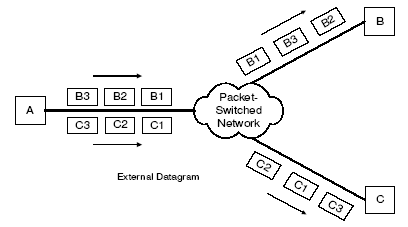 B
B2
B3
B1
B3 B2 B1
Packet-
Switched
Network
A
C3 C2 C1
C2
C1
C3
C
External Datagram